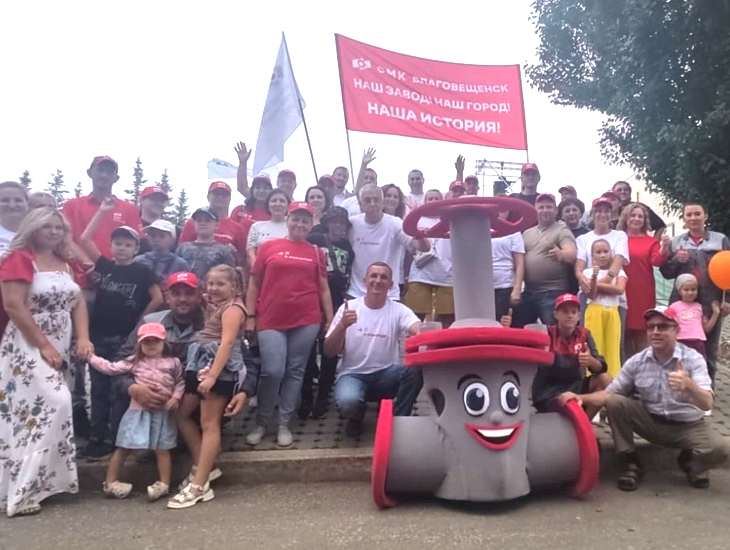 СМК БЛАГОВЕЩЕНСК
НАШ ЗАВОД! НАШ ГОРОД!
НАША ИСТОРИЯ!